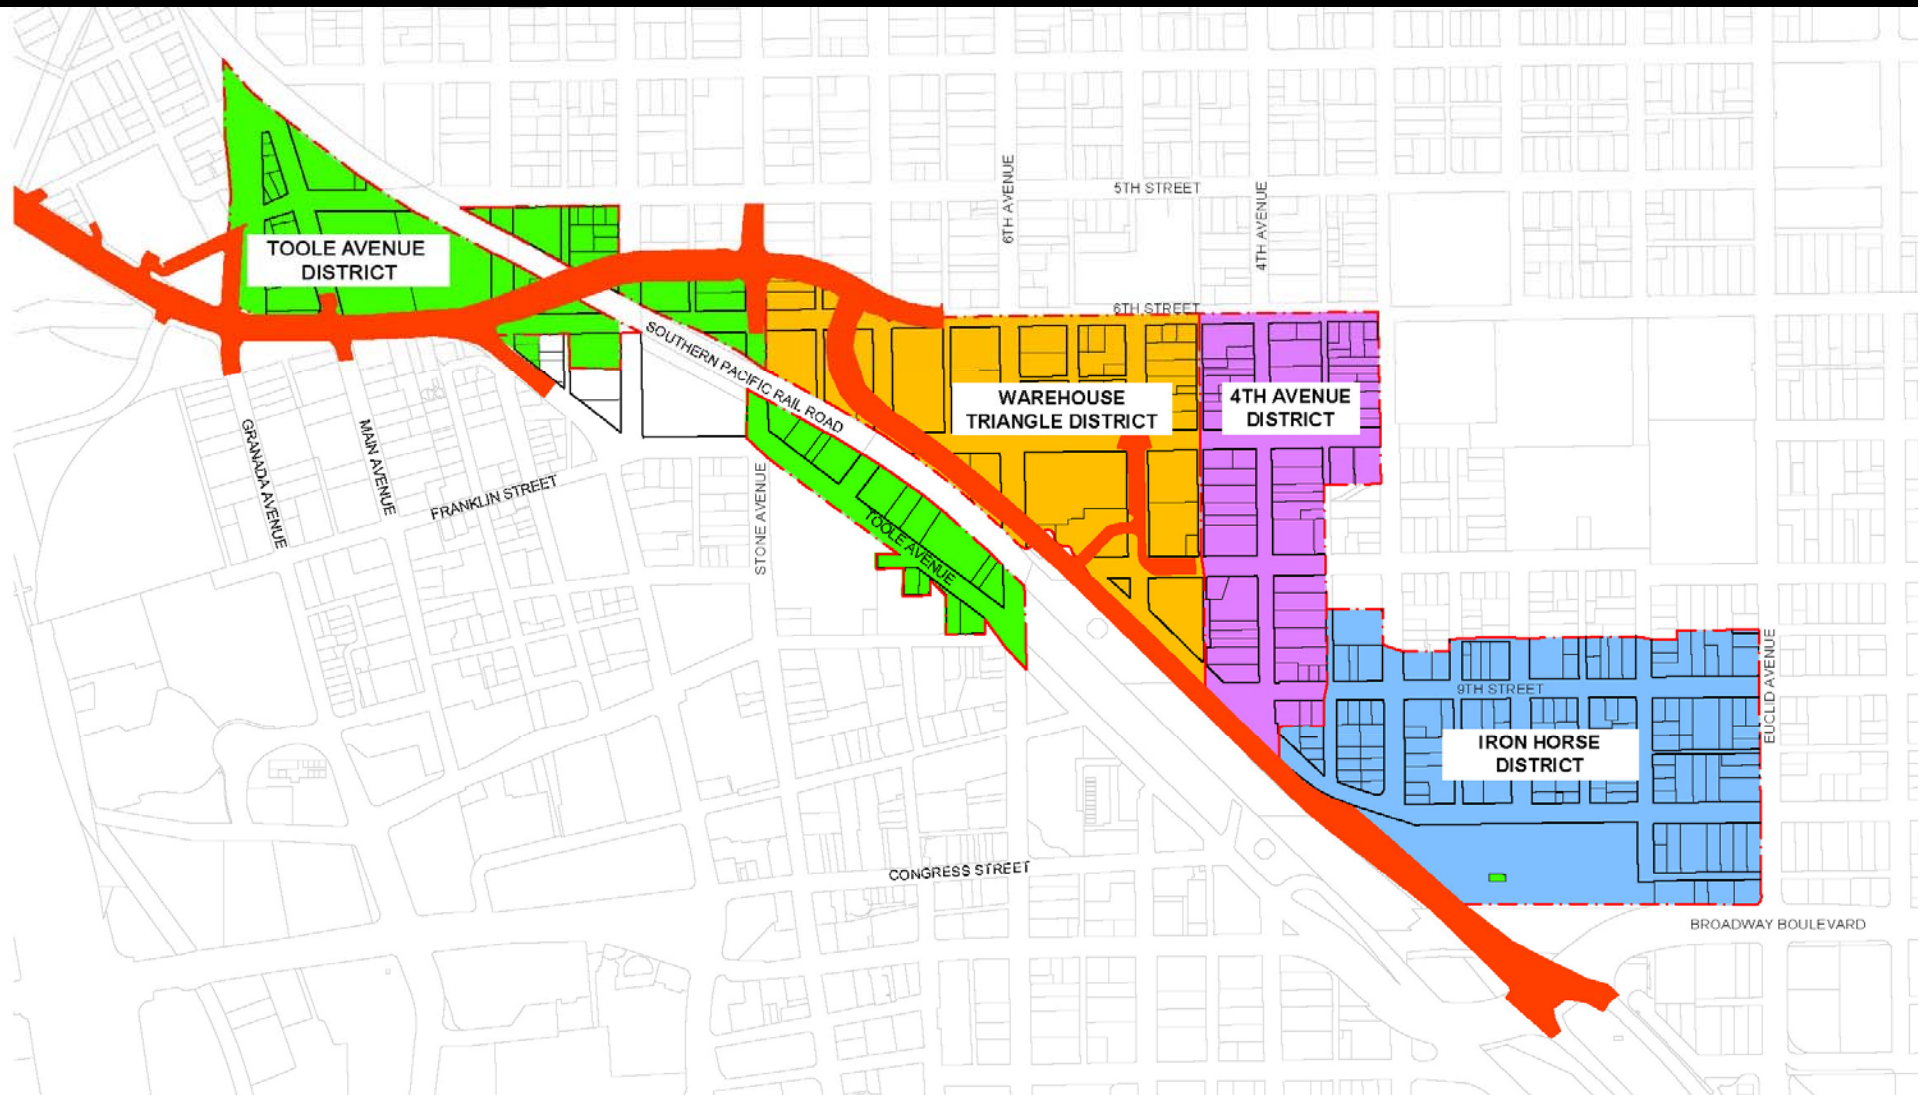 5TH STREET
6TH AVENUE
4TH AVENUE
TOOLE AVENUE
DISTRICT
6TH STREET
SOUTHERN PACIFIC RAIL ROAD
WAREHOUSE
TRIANGLE DISTRICT
4TH AVENUE
DISTRICT
GRANADA AVENUE
MAIN AVENUE
FRANKLIN STREET
STONE AVENUE
TOOLE AVENUE
9TH STREET
EUCLID AVENUE
IRON HORSE
DISTRICT
CONGRESS STREET
BROADWAY BOULEVARD